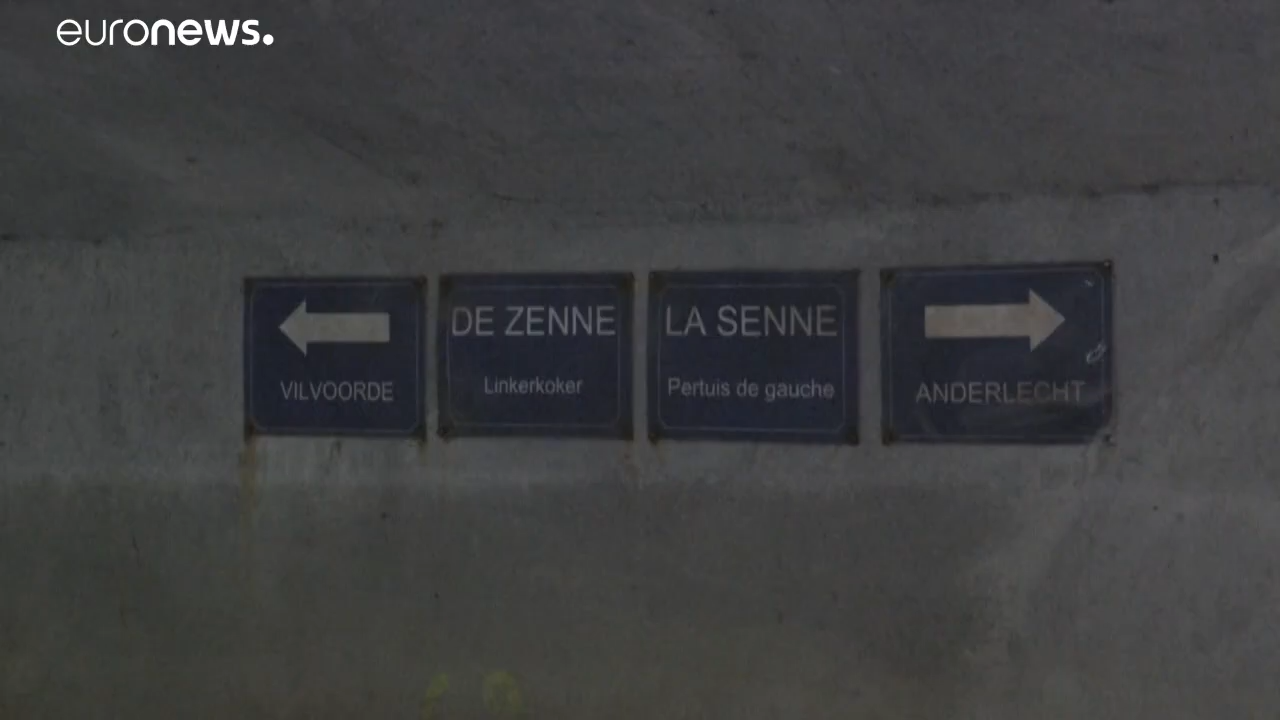 euronews.
VILVOORDE
DE ZENNE
Linkerkoker
LA SENNE
Pertuis de gauche
ANDERLECHT